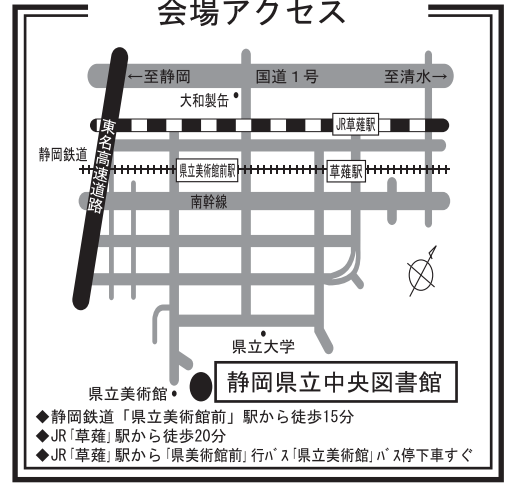 会場アクセス
←至静岡 国道1号 至清水→
大和製缶
JR草薙駅
東名高速道路
静岡鉄道
県立美術館前駅 草薙駅
南幹線
県立大学
静岡県立中央図書館
県立美術館
◆静岡鉄道「県立美術館前」駅から徒歩15分
◆JR「草薙」駅から徒歩20分
◆JR「草薙」駅から「県美術館前」行バス「県立美術館」バス停下車すぐ